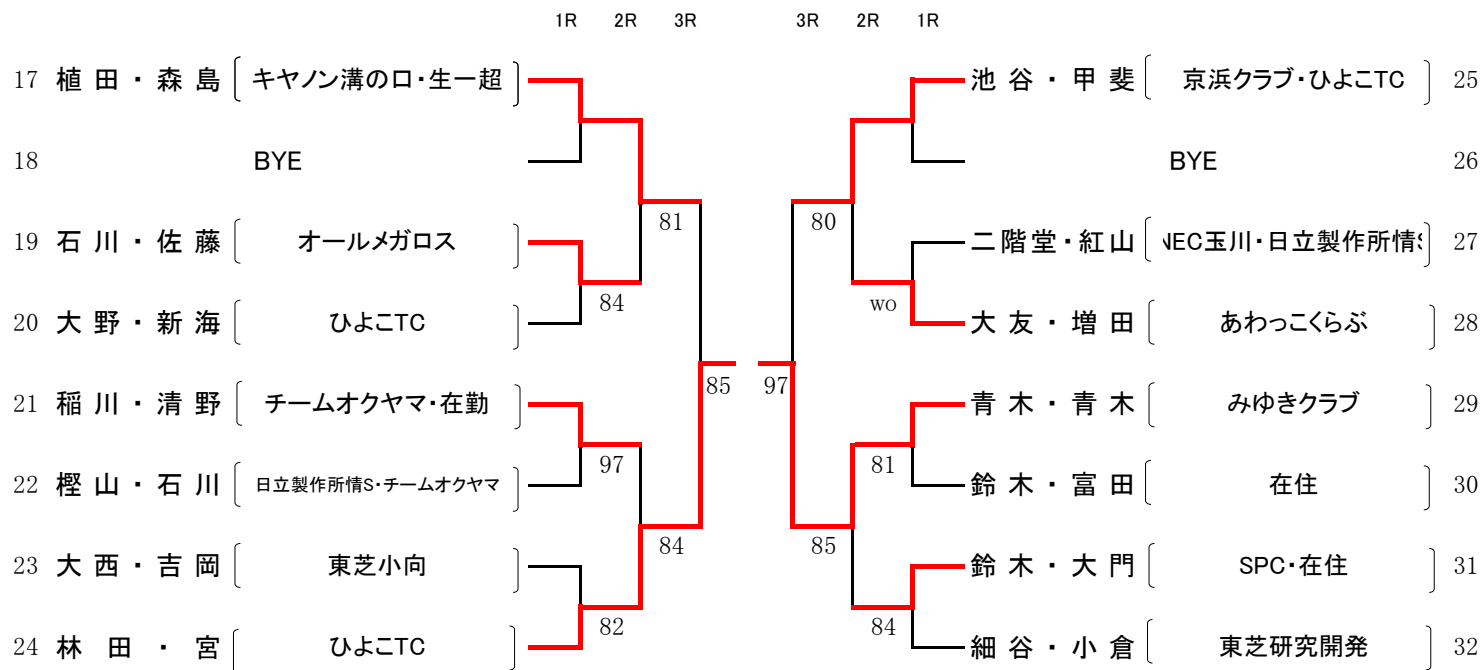 1R 2R 3R 3R 2R 1R
17 植田・森島 キヤノン溝の口・生一超 池谷・甲斐 京浜クラブ・ひよこTC 25
18 BYE BYE 26
81 80
19 石川・佐藤 オールメガロス 二階堂・紅山 NEC玉川・日立製作所情S 27
84 wo
20 大野・新海 ひよこTC 大友・増田 あわっこくらぶ 28
85 97
21 稲川・清野 チームオクヤマ・在勤 青木・青木 みゆきクラブ 29
97 81
22 樫山・石川 日立製作所情S・チームオクヤマ 鈴木・富田 在住 30
84 85
23 大西・吉岡 東芝小向 鈴木・大門 SPC・在住 31
82 84
24 林田・宮 ひよこTC 細谷・小倉 東芝研究開発 32